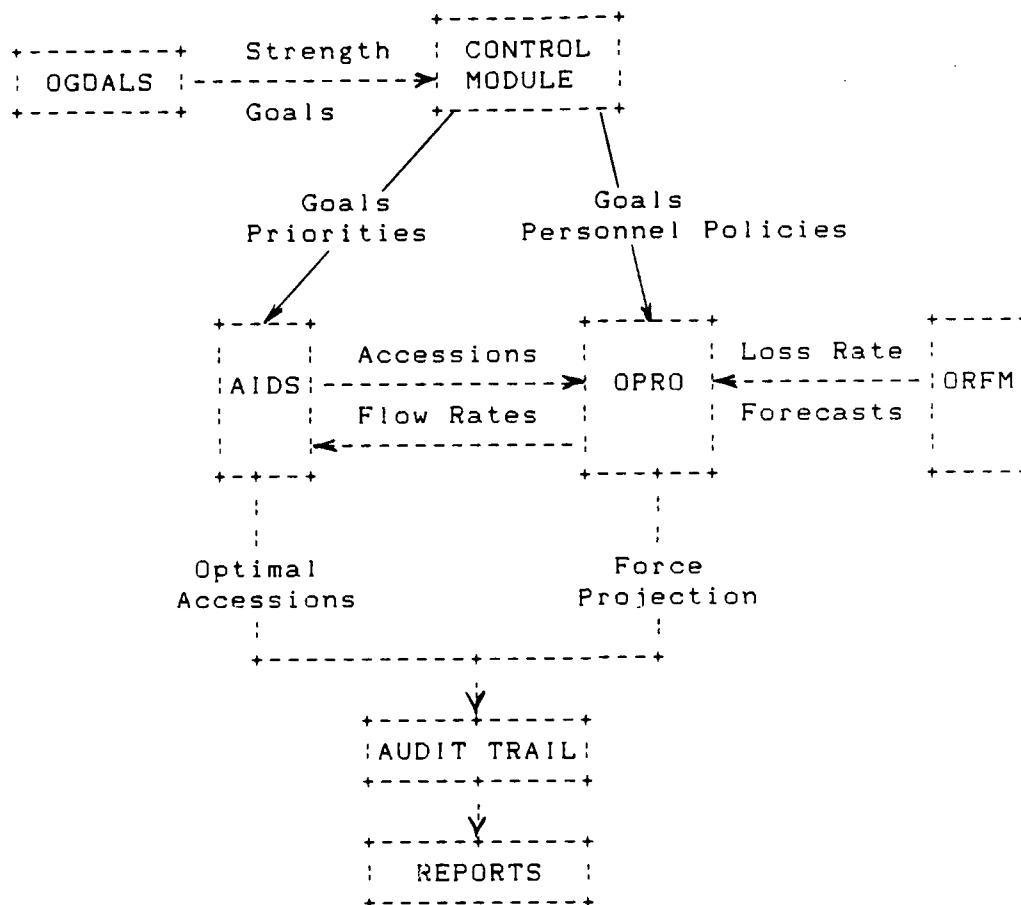 Strength
CONTROL
OGOALS
MODULE
Goals
Goals
Priorities
Goals
Personnel Policies
Accessions
Loss Rate
AIDS
OPRO
ORFM
Flow Rates
Forecasts
Optimal
Accessions
Force
Projection
AUDIT TRAIL
REPORTS